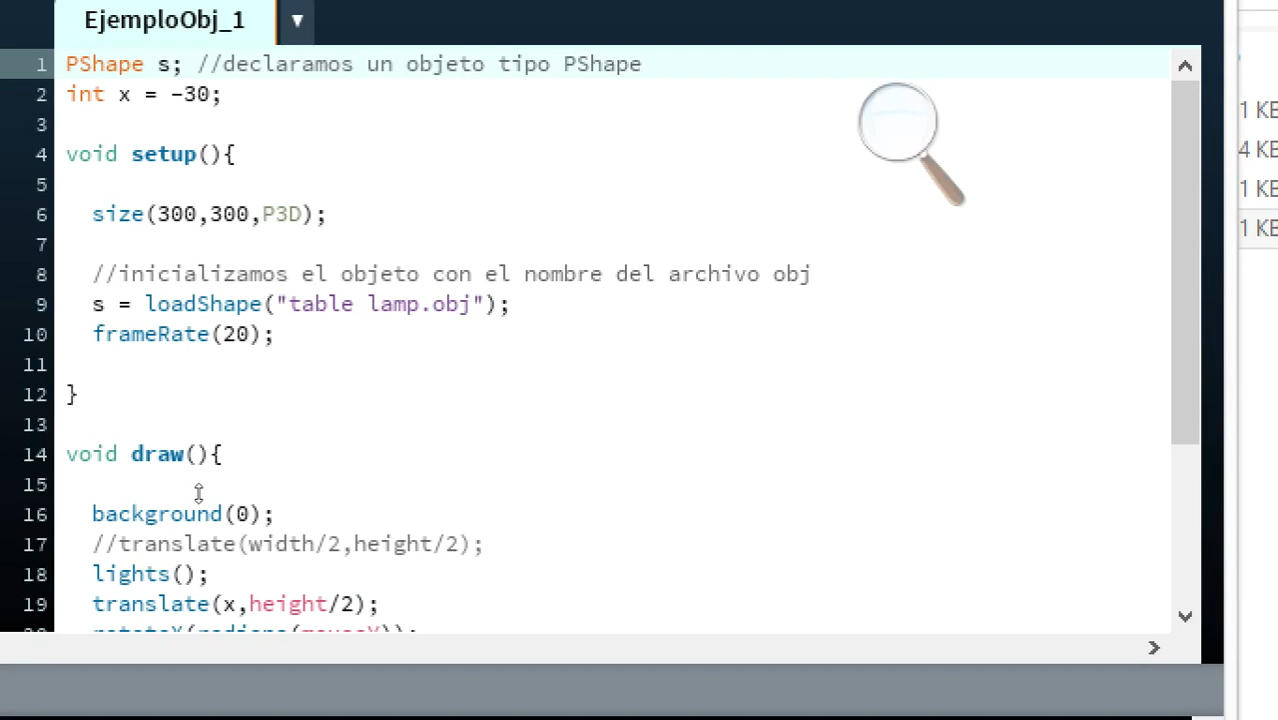 EjemploObj_1
1 PShape s; //declaramos un objeto tipo PShape
2 int x = -30;
3
4 void setup(){
5
6 size(300,300,P3D);
7
8 //inicializamos el objeto con el nombre del archivo obj
9 s = loadShape("table lamp.obj");
10 frameRate(20);
11
12 }
13
14 void draw(){
15
16 background(0);
17 //translate(width/2,height/2);
18 lights();
19 translate(x,height/2);
1 KB
4 KB
1 KB
1 KB